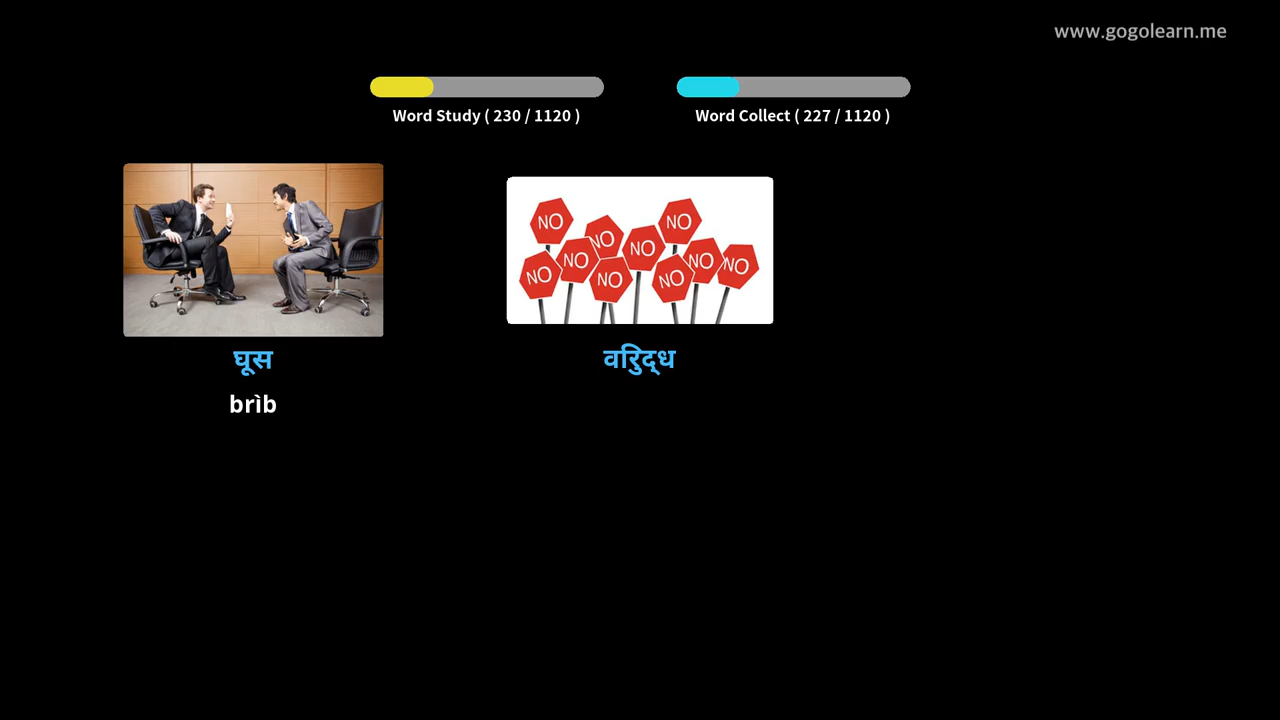 www.gogolearn.me
Word Study ( 230 / 1120 )
Word Collect ( 227 / 1120 )
NO
NO
NO
NO
NO
NO
NO
NO
NO
NO
घूस
विरुद्ध
brìb